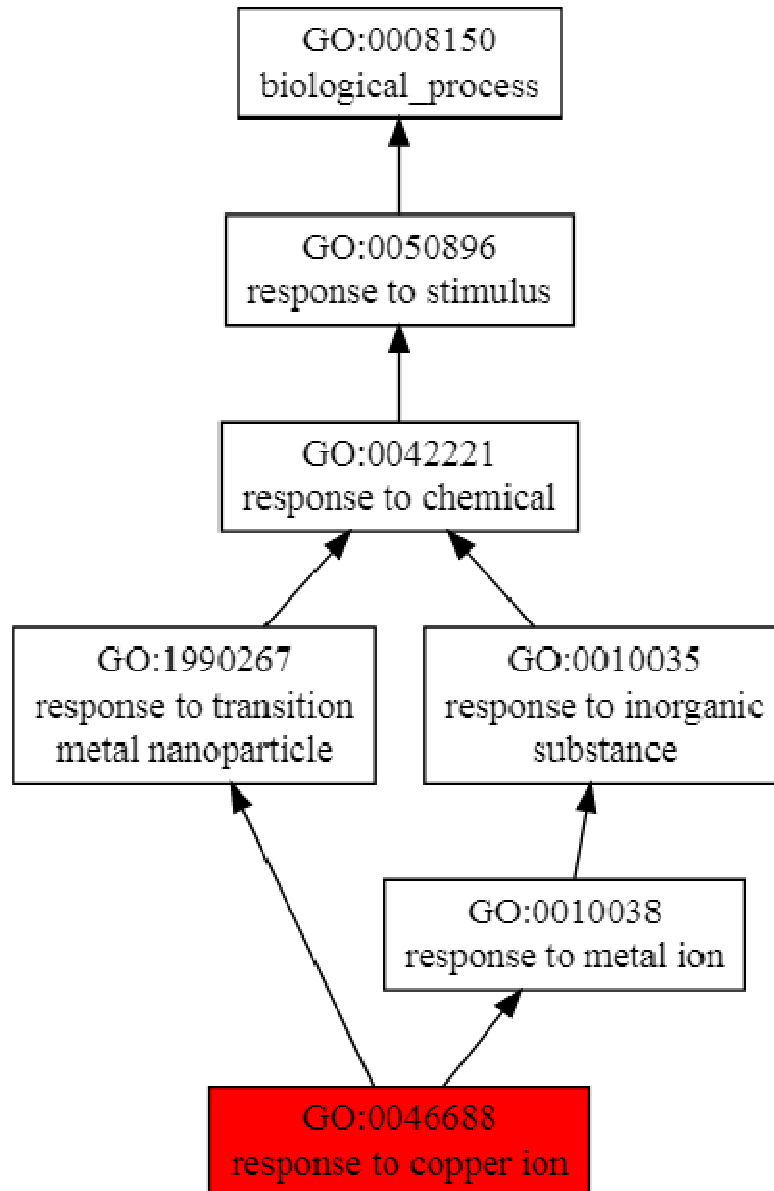 GO:0008150
biological_process
GO:0050896
response to stimulus
GO:0042221
response to chemical
GO:1990267
response to transition
metal nanoparticle
GO:0010035
response to inorganic
substance
GO:0010038
response to metal ion
GO:0046688
response to copper ion